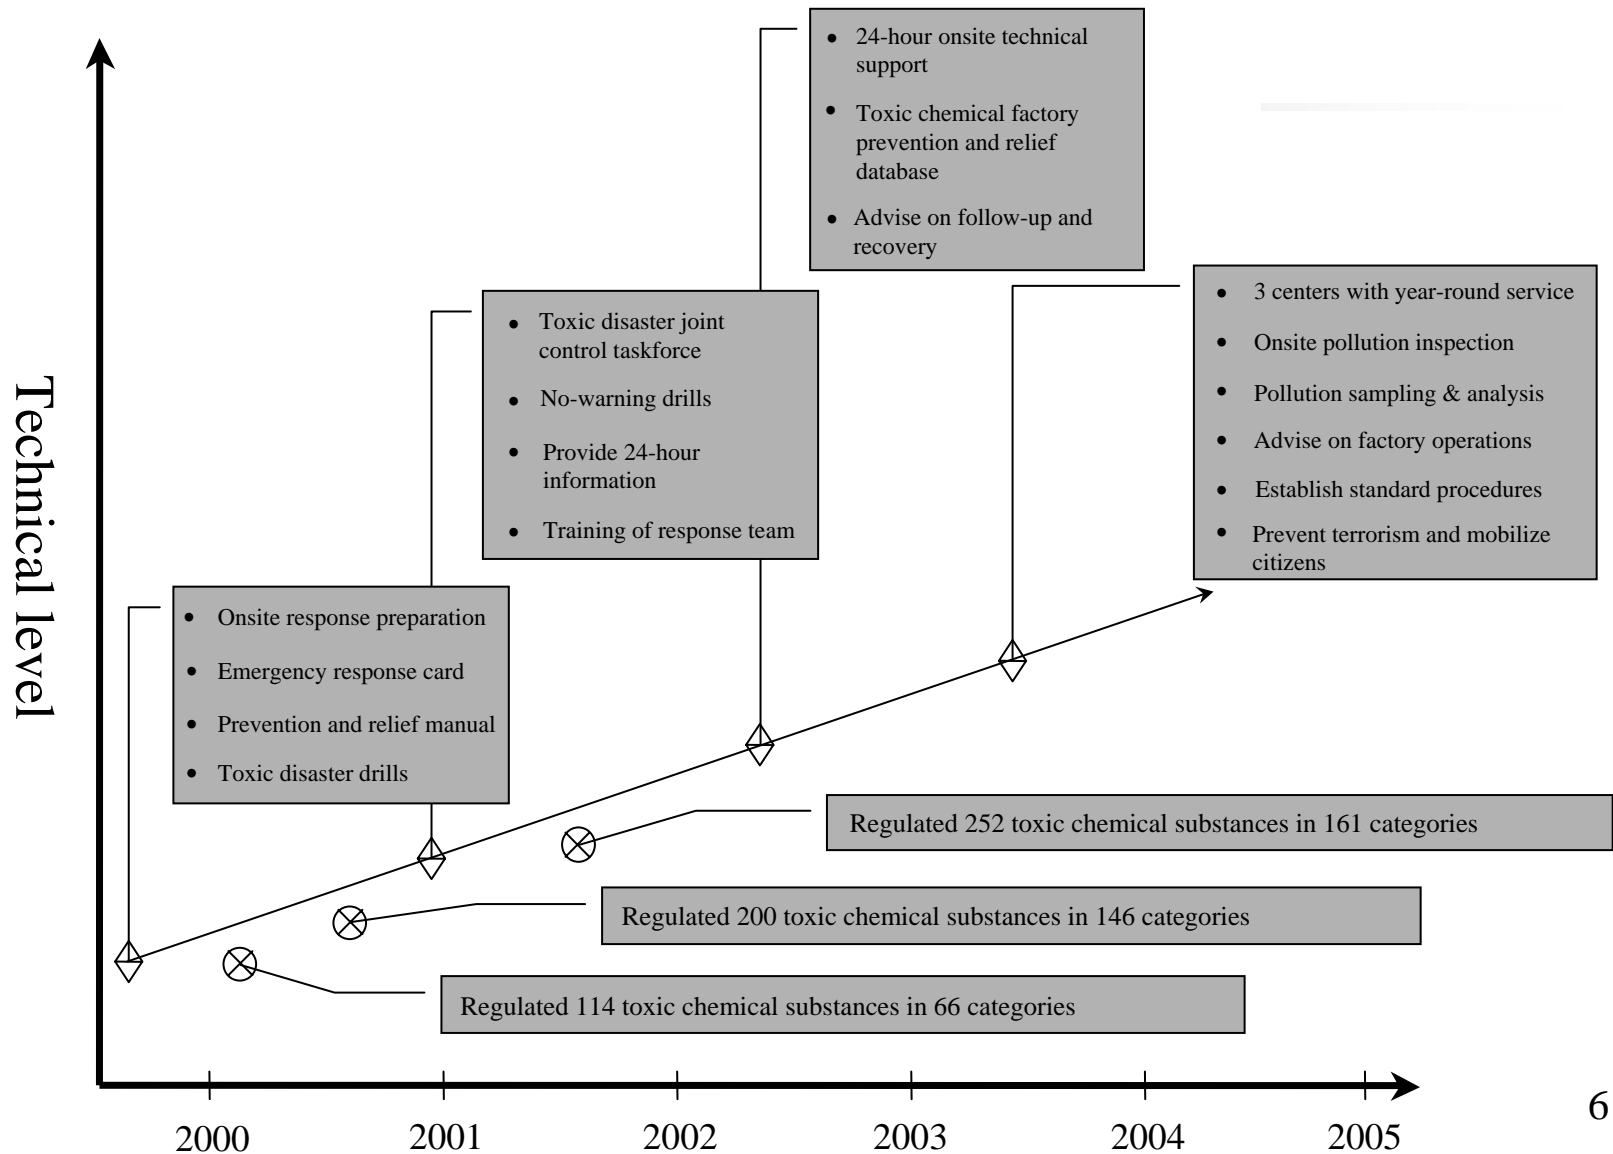 Technical level
• 24-hour onsite technical
support
• Toxic chemical factory
prevention and relief
database
• Advise on follow-up and
recovery
• Toxic disaster joint
control taskforce
• No-warning drills
• Provide 24-hour
information
• Training of response team
• 3 centers with year-round service
• Onsite pollution inspection
• Pollution sampling & analysis
• Advise on factory operations
• Establish standard procedures
• Prevent terrorism and mobilize
citizens
• Onsite response preparation
• Emergency response card
• Prevention and relief manual
• Toxic disaster drills
Regulated 252 toxic chemical substances in 161 categories
Regulated 200 toxic chemical substances in 146 categories
Regulated 114 toxic chemical substances in 66 categories
2000 2001 2002 2003 2004 2005
6